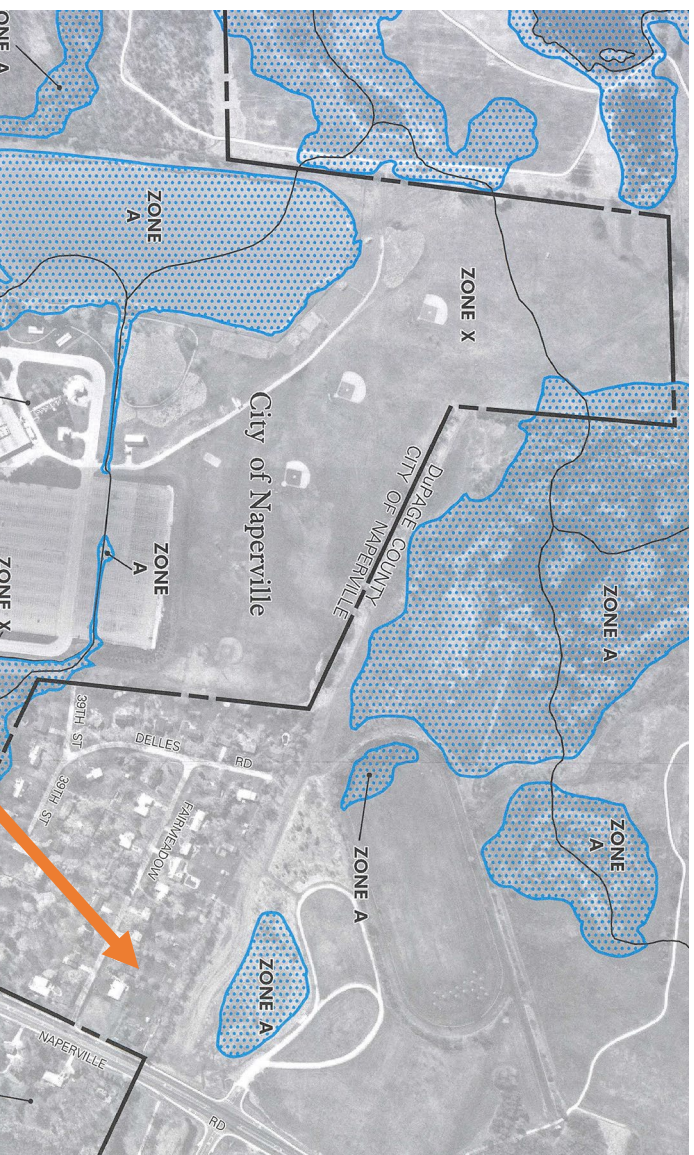 ZONE A
ZONE
A
ZONE X
City of Naperville
DuPAGE COUNTY
CITY OF NAPERVILLE
ZONE
A
ZONE X
ZONE A
39TH ST
DELLES
RD
39TH ST
FAIRMEADOW
ZONE A
ZONE
A
ZONE A
NAPERVILLE
RD